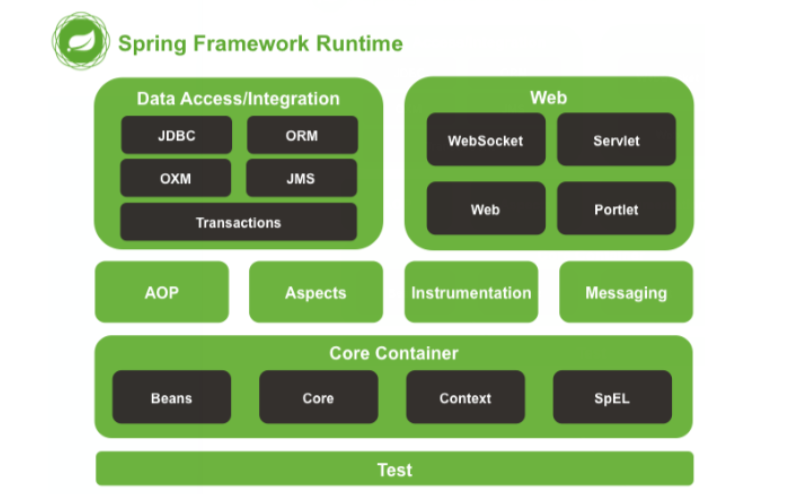 Spring Framework Runtime
Data Access/Integration
JDBC
ORM
OXM
JMS
Transactions
Web
WebSocket
Servlet
Web
Portlet
AOP
Aspects
Instrumentation
Messaging
Core Container
Beans
Core
Context
SpEL
Test